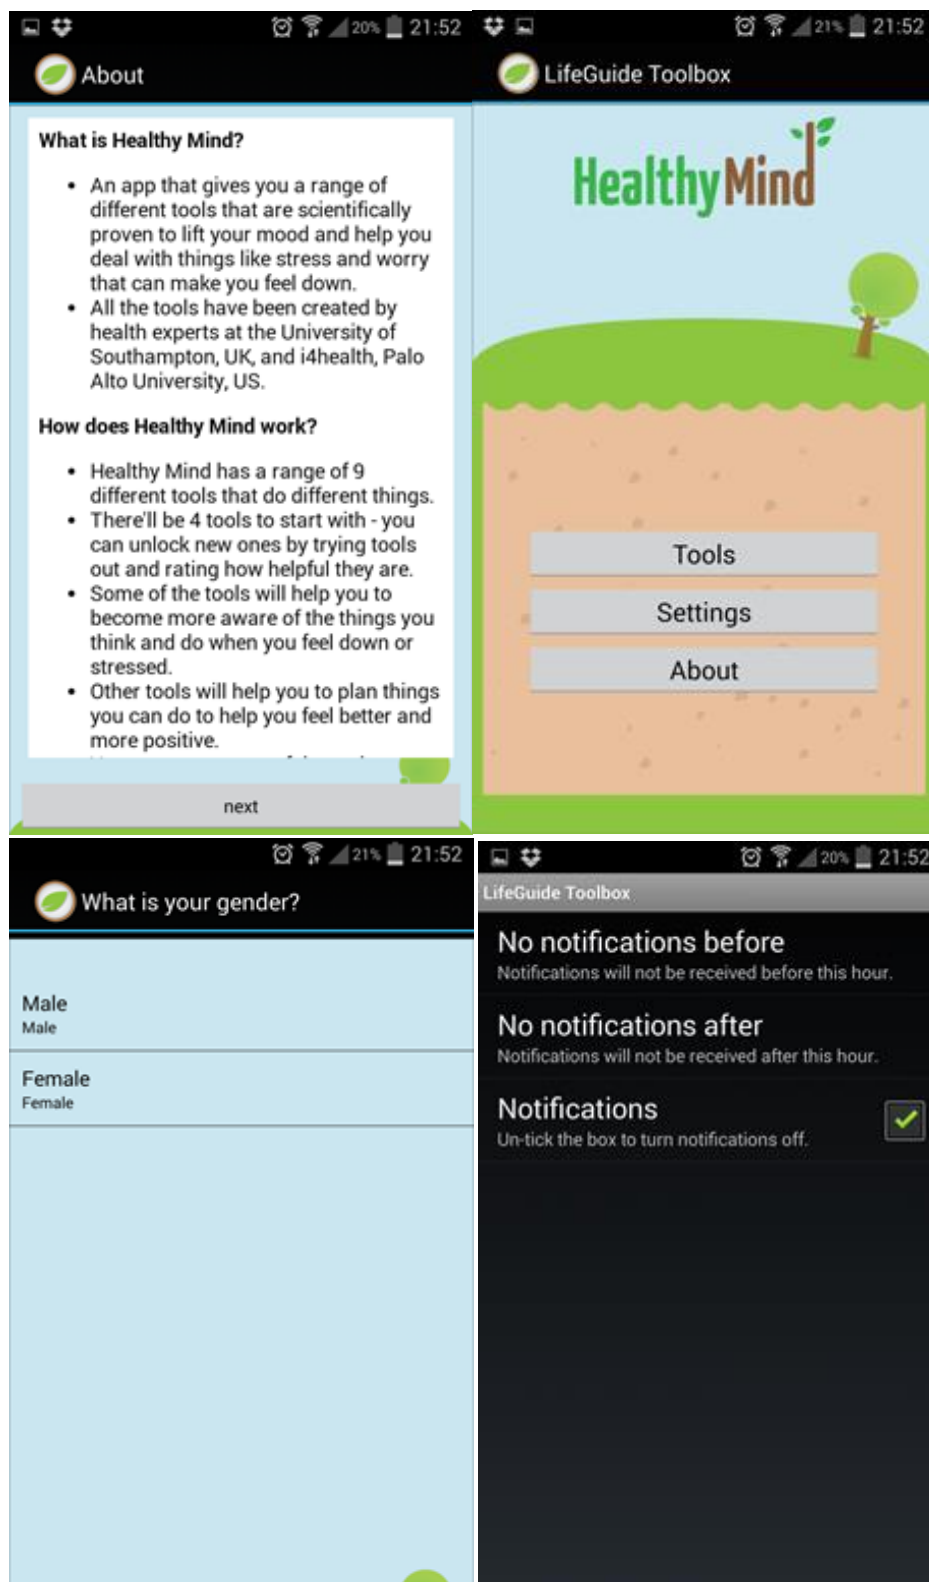 20% 21:52
About
What is Healthy Mind?
• An app that gives you a range of
different tools that are scientifically
proven to lift your mood and help you
deal with things like stress and worry
that can make you feel down.
• All the tools have been created by
health experts at the University of
Southampton, UK, and i4health, Palo
Alto University, US.
How does Healthy Mind work?
• Healthy Mind has a range of 9
different tools that do different things.
• There'll be 4 tools to start with - you
can unlock new ones by trying tools
out and rating how helpful they are.
• Some of the tools will help you to
become more aware of the things you
think and do when you feel down or
stressed.
• Other tools will help you to plan things
you can do to help you feel better and
more positive.
next
21% 21:52
LifeGuide Toolbox
HealthyMind
Tools
Settings
About
21% 21:52
What is your gender?
Male
Male
Female
Female
20% 21:52
LifeGuide Toolbox
No notifications before
Notifications will not be received before this hour.
No notifications after
Notifications will not be received after this hour.
Notifications
Un-tick the box to turn notifications off.